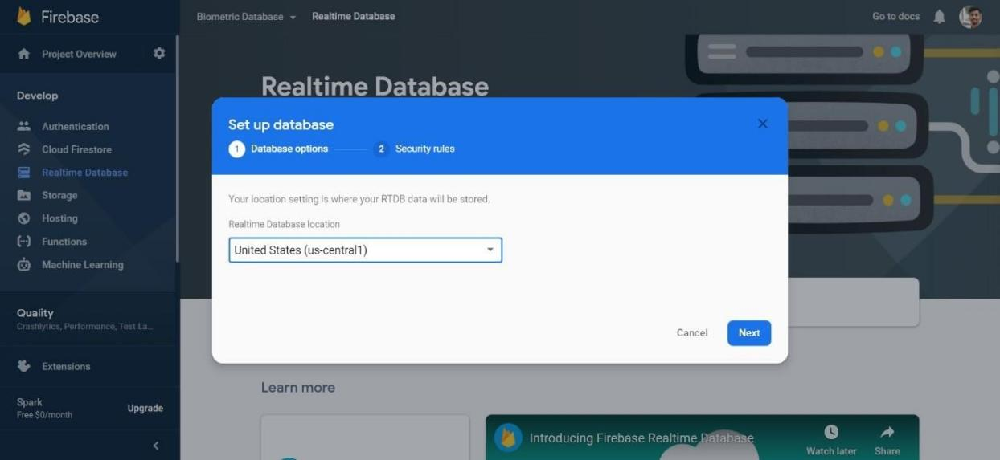 Firebase
Biometric Database
Realtime Database
Go to docs
Project Overview
Develop
Authentication
Cloud Firestore
Realtime Database
Storage
Hosting
Functions
Machine Learning
Quality
Crashlytics, Performance, Test La...
Extensions
Spark
Free $0/month
Upgrade
Realtime Database
Set up database
1 Database options
2 Security rules
Your location setting is where your RTDB data will be stored.
Realtime Database location
United States (us-central1)
Cancel
Next
Learn more
Introducing Firebase Realtime Database
Watch later
Share